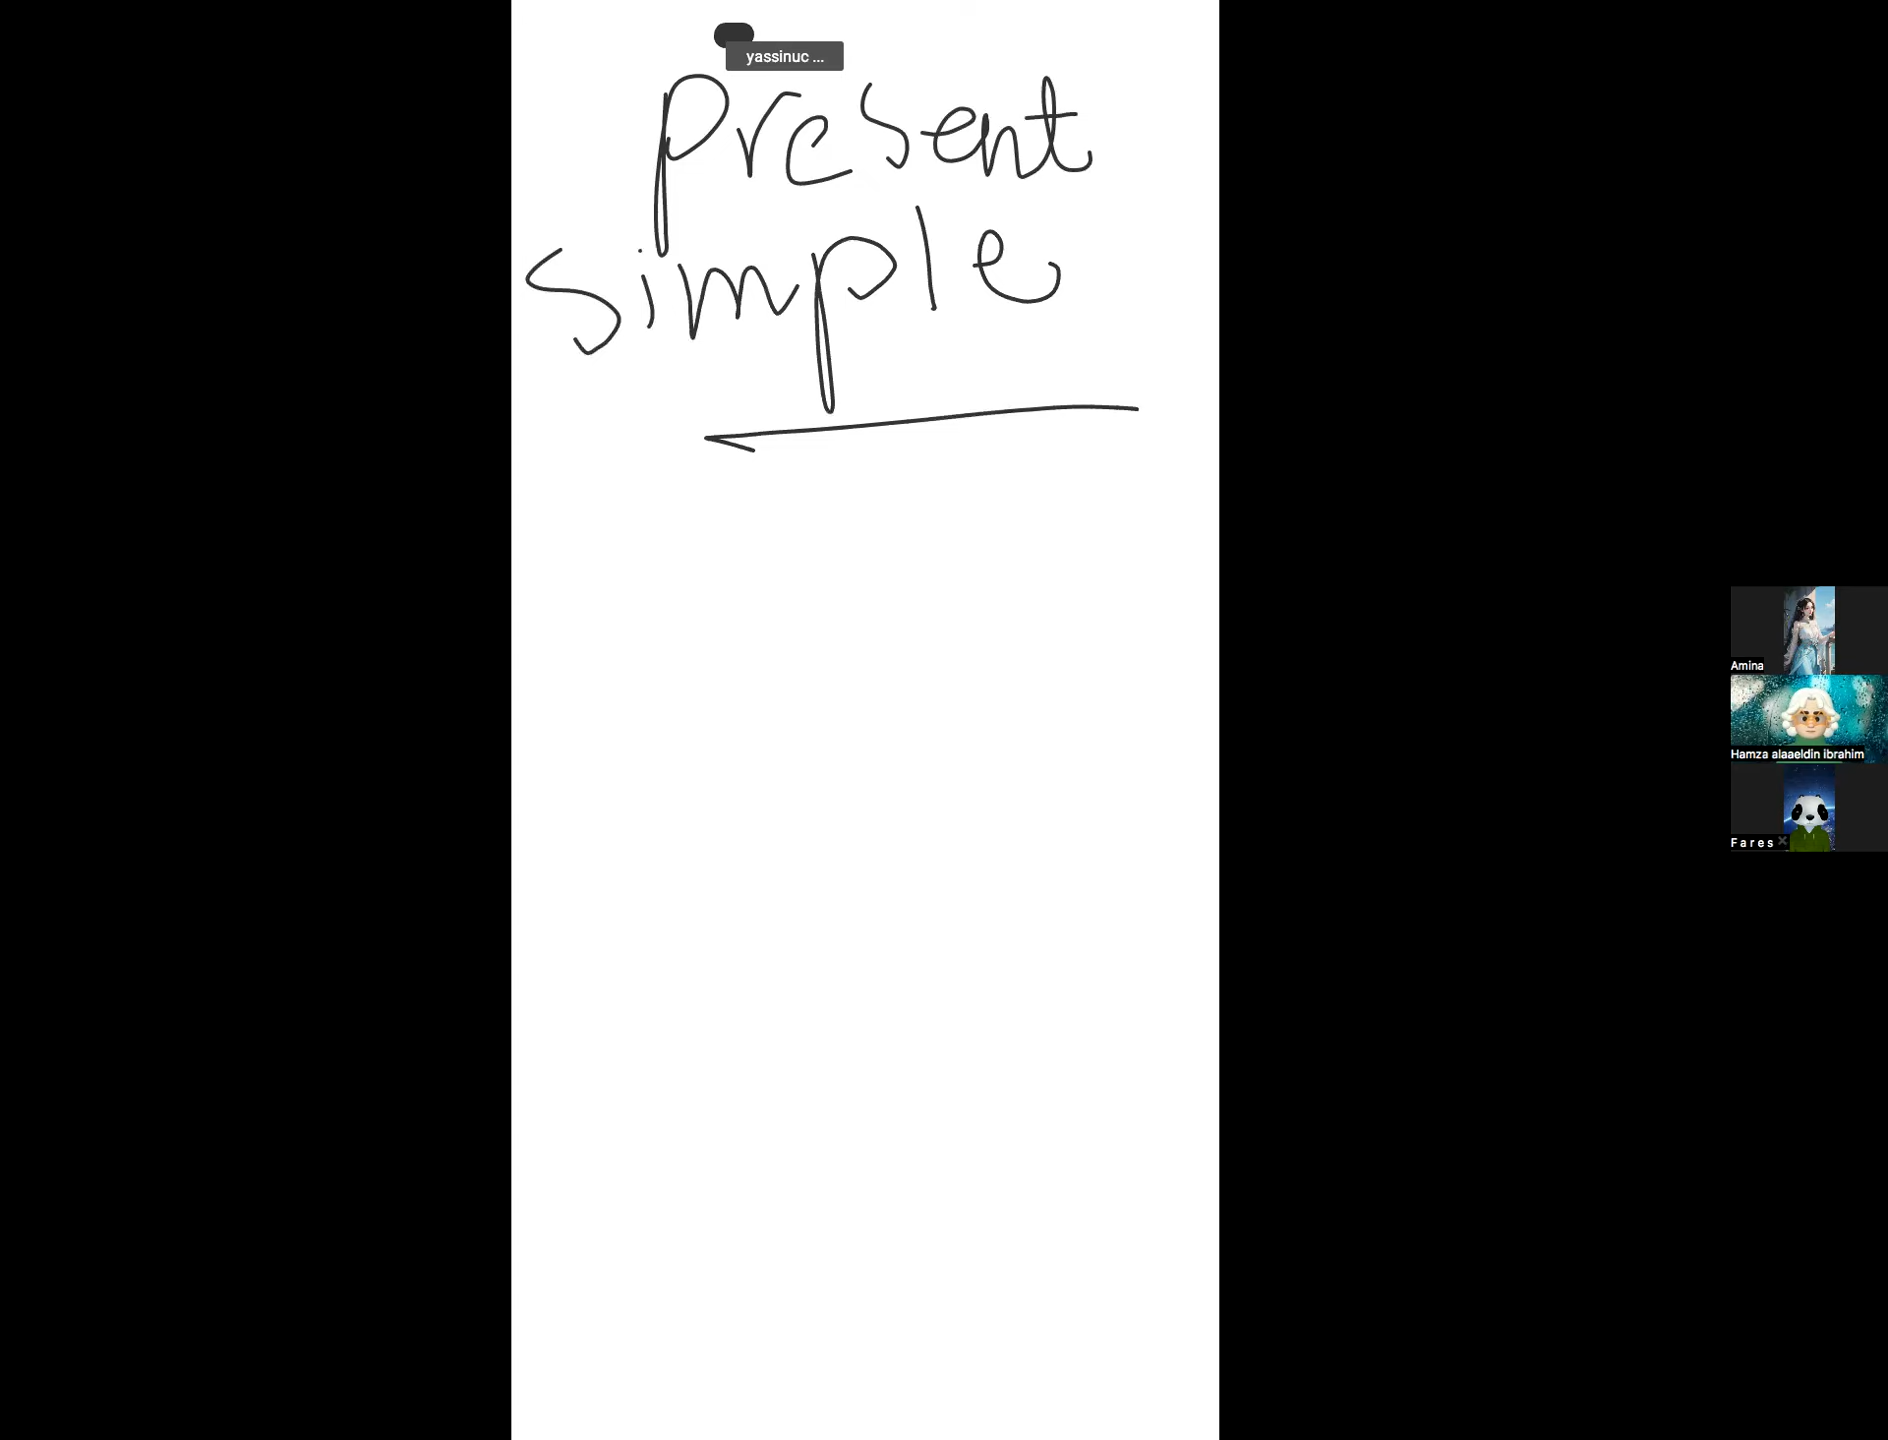 yassinuc ...
present
simple
Amina
Hamza alaaeldin ibrahim
Fares